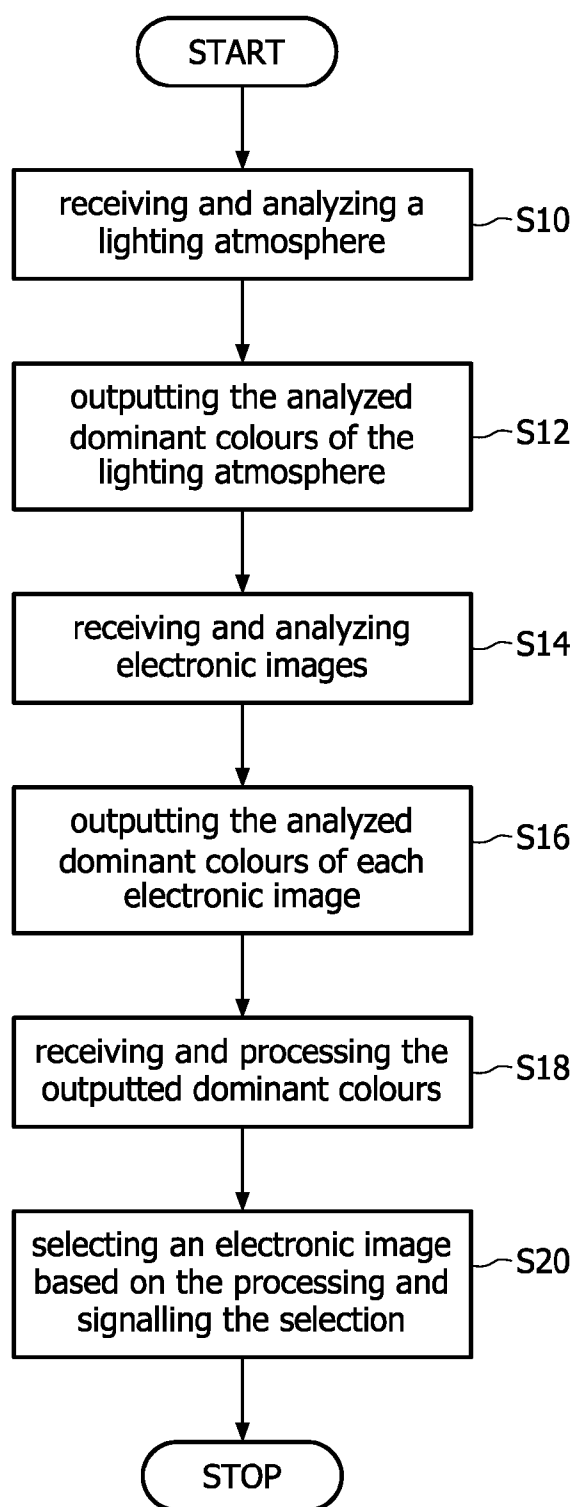 START
receiving and analyzing a
lighting atmosphere
S10
outputting the analyzed
dominant colours of the
lighting atmosphere
S12
receiving and analyzing
electronic images
S14
outputting the analyzed
dominant colours of each
electronic image
S16
receiving and processing the
outputted dominant colours
S18
selecting an electronic image
based on the processing and
signalling the selection
S20
STOP